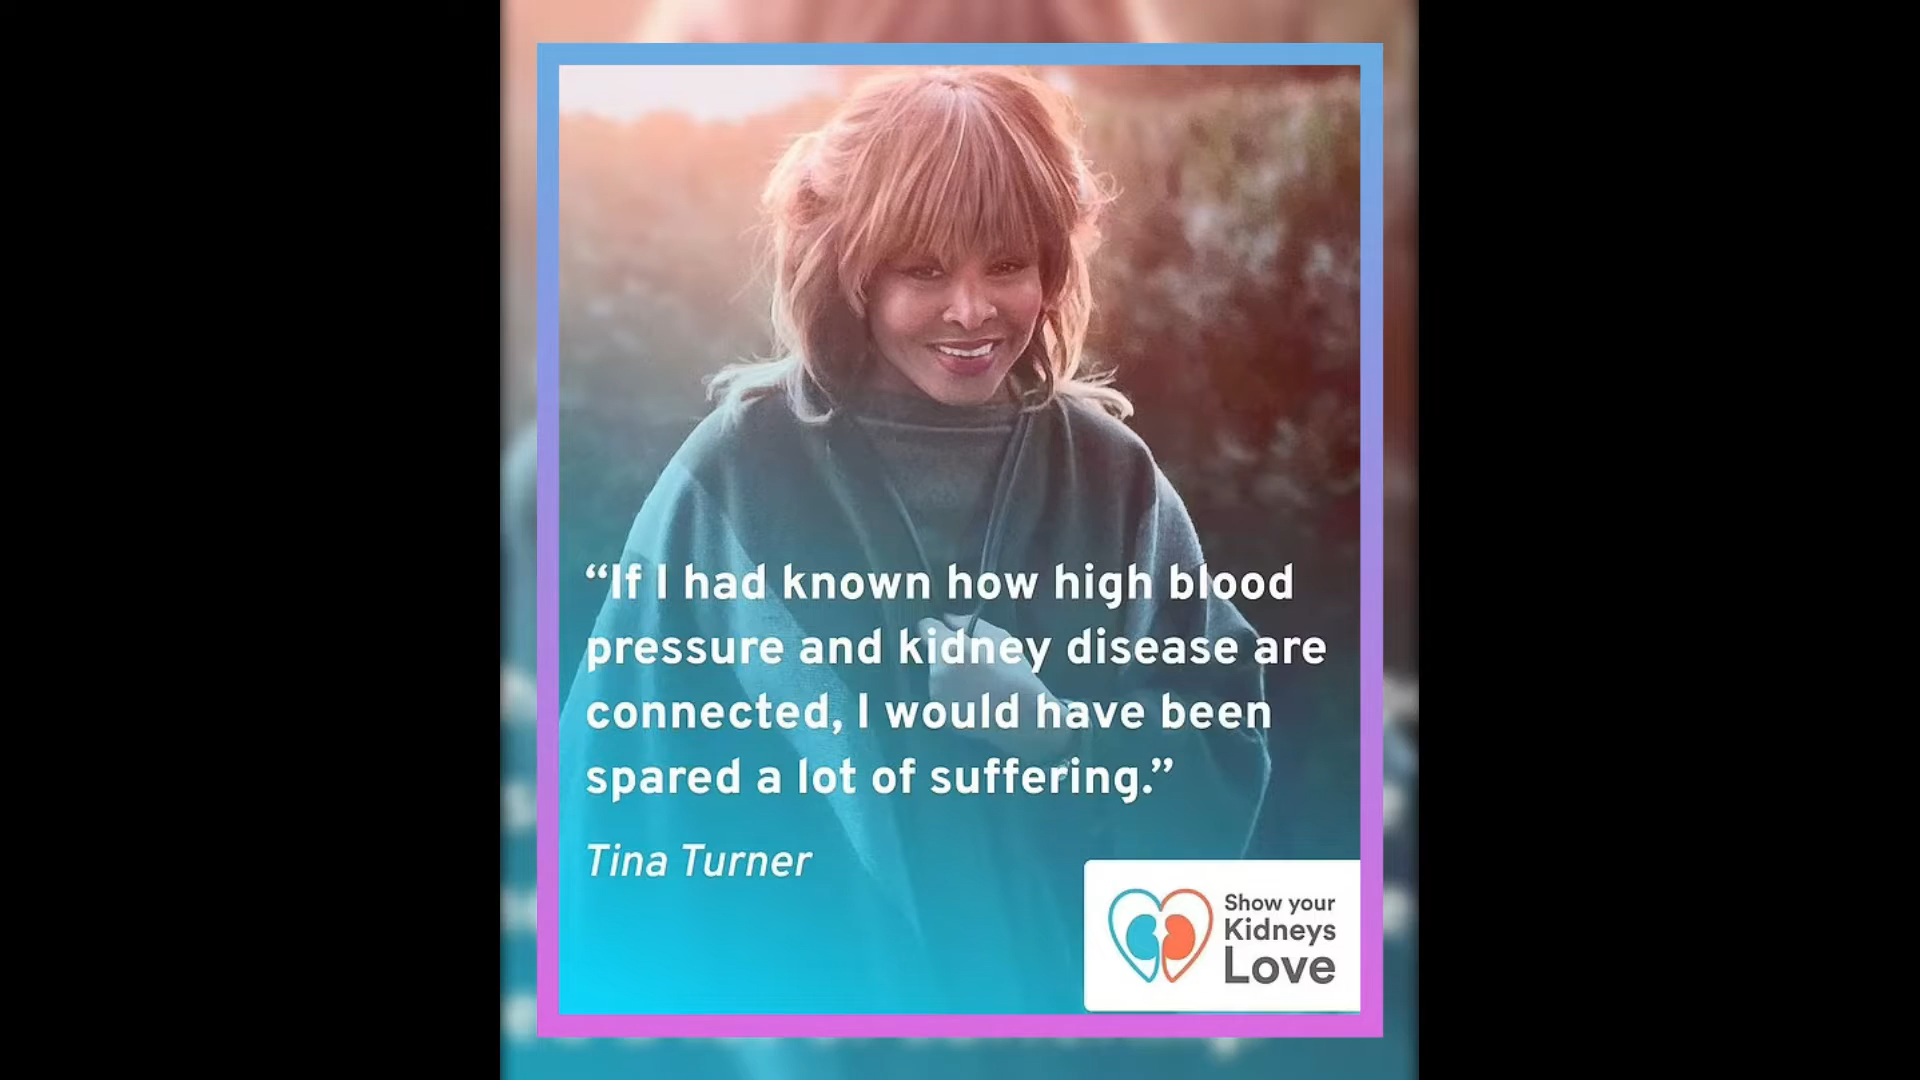 “If I had known how high blood
pressure and kidney disease are
connected, I would have been
spared a lot of suffering.”
Tina Turner
Show your
Kidneys
Love